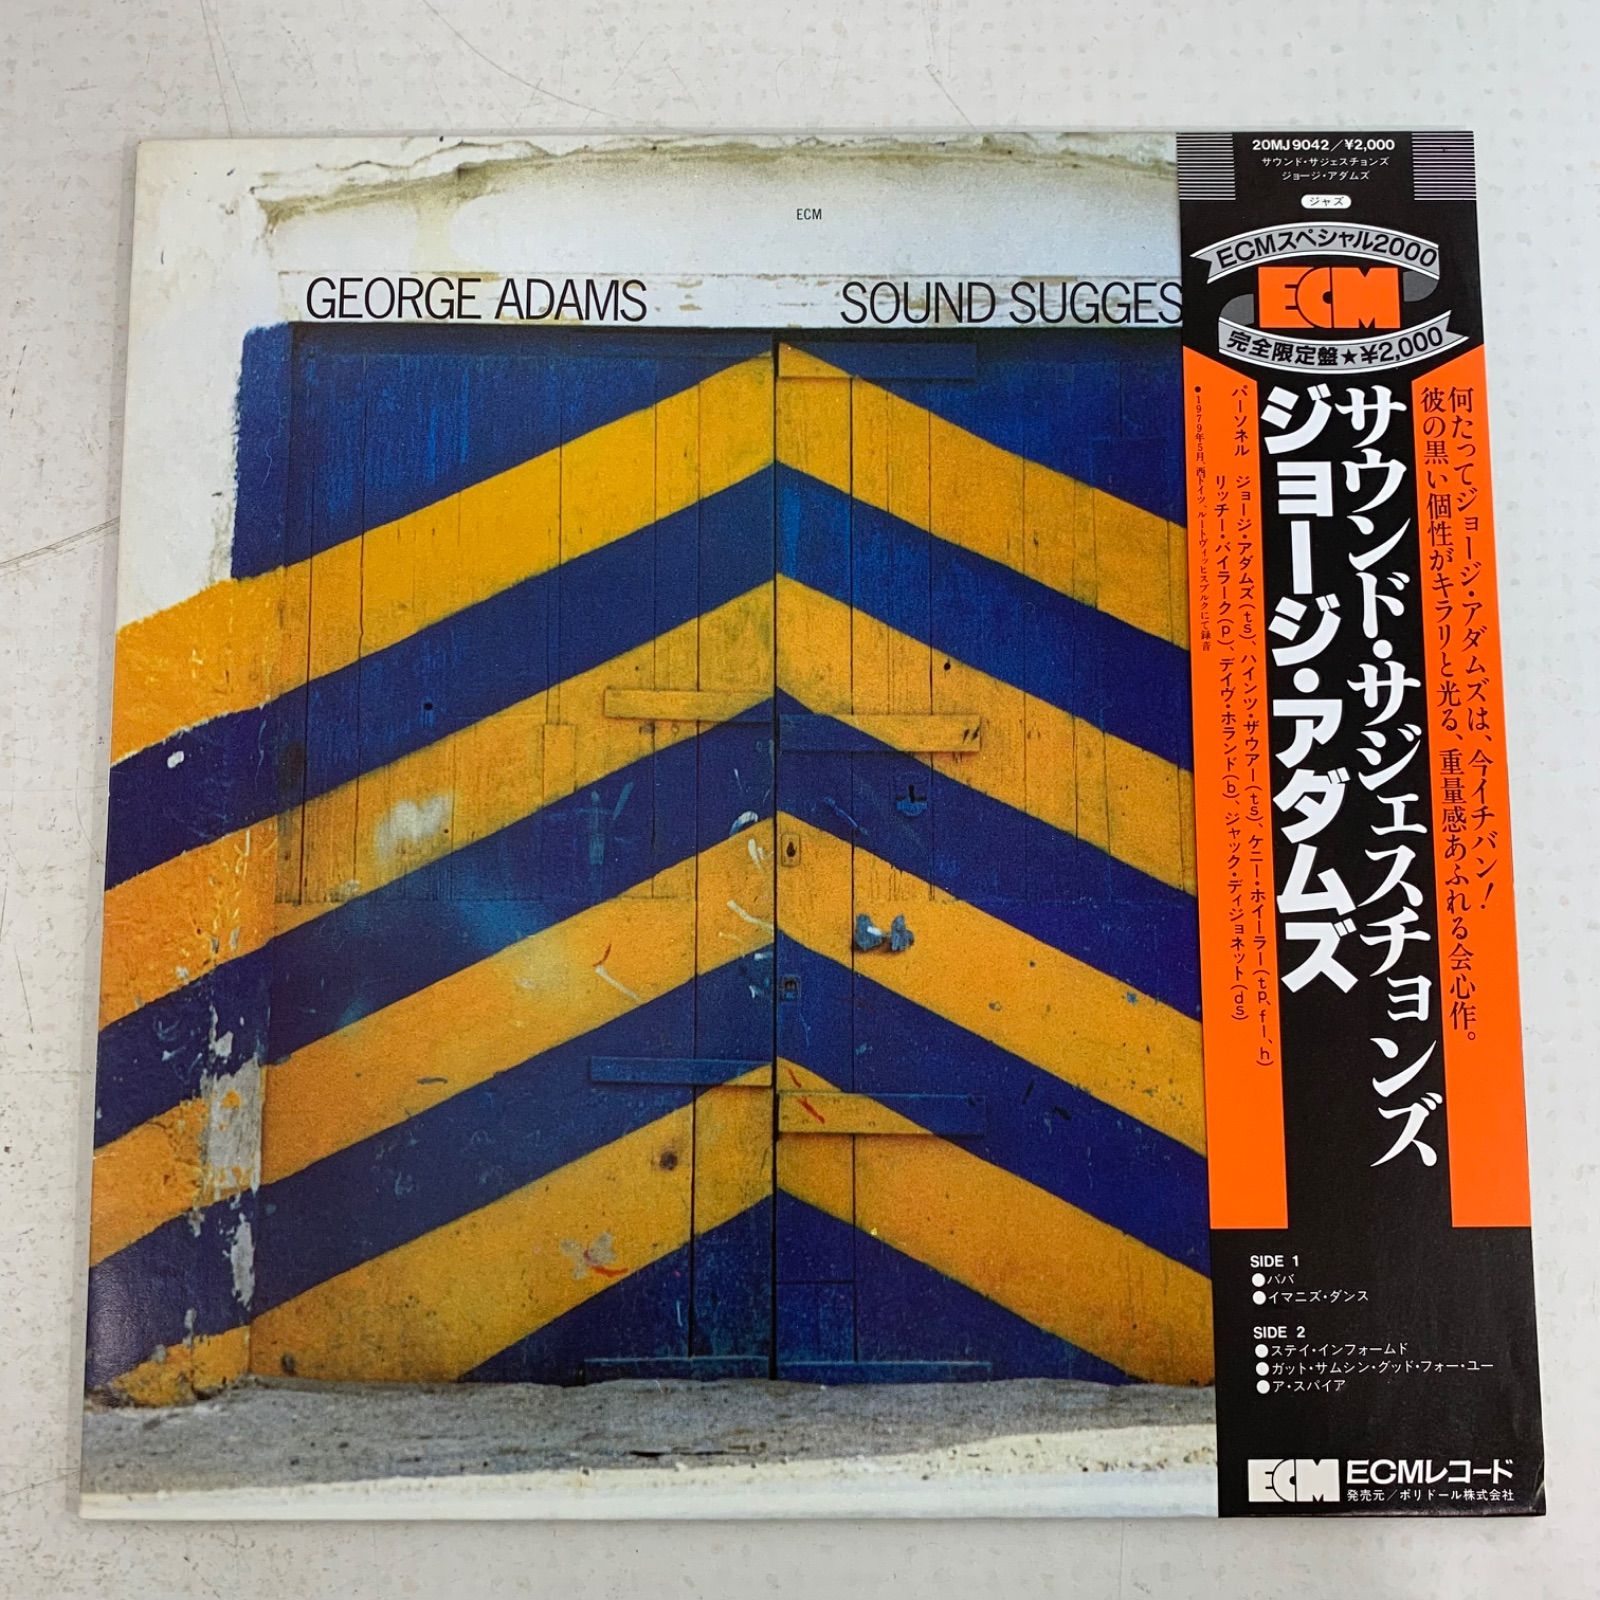 ECM
GEORGE ADAMS
SOUND SUGGES
20MJ9042/¥2,000
サウンド・サジェスチョンズ
ジョージ・アダムズ
ジャズ
ECMスペシャル2000
ECM
完全限定盤★¥2,000
何たってジョージ・アダムズは、今イチバン!
彼の黒い個性がキラリと光る、重量感あふれる会心作。
サウンド・サジェスチョンズ
ジョージ・アダムズ
パーソネル ジョージ・アダムズ(ts)、ハインツ・ザウアー(ts)、ケニー・ホイーラー(tp、fl、h)
リッチー・バイラーク(p)、デイヴ・ホランド(b)、ジャック・ディジョネット(ds)
●1979年5月、西ドイツ、ルートヴィッヒスブルクにて録音
SIDE 1
●ババ
●イマニズ・ダンス
SIDE 2
●ステイ・インフォームド
●ガット・サムシン・グッド・フォー・ユー
●ア・スパイア
ECM
ECMレコード
発売元/ポリドール株式会社